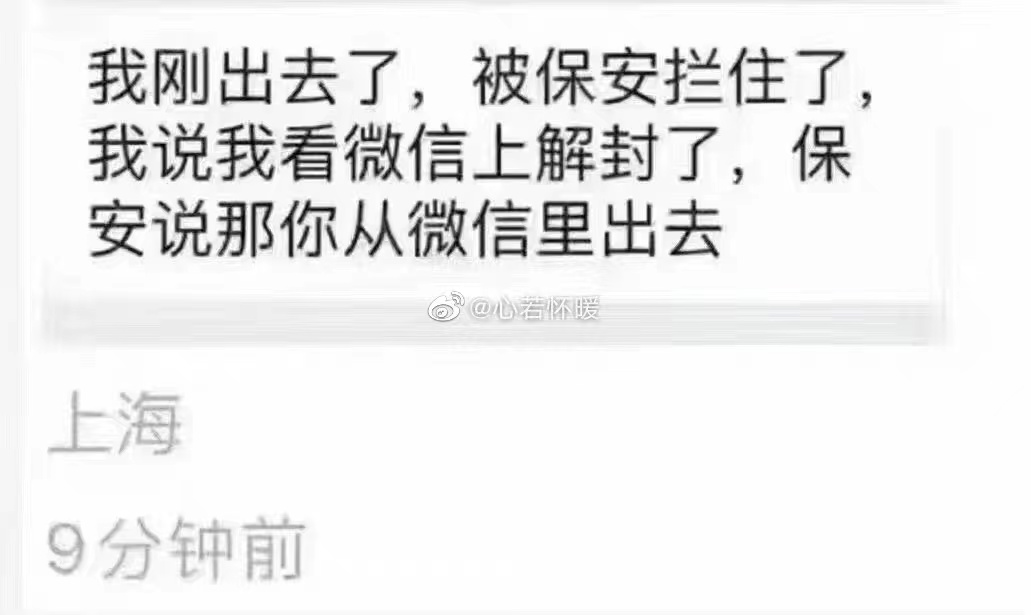 我刚出去了，被保安拦住了，
我说我看微信上解封了，保
安说那你从微信里出去
@心若怀暖
上海
9分钟前